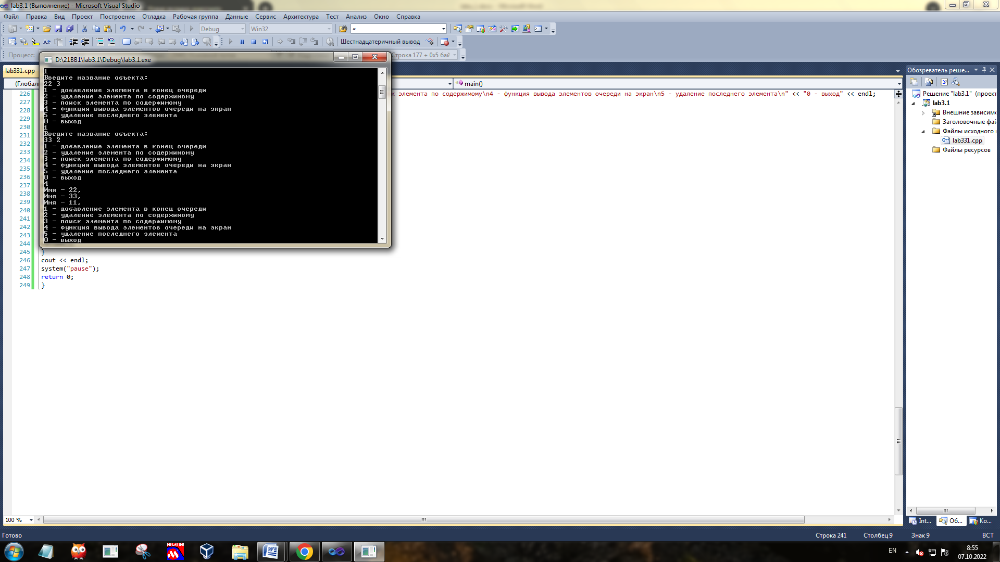 lab3.1 (Выполнение) - Microsoft Visual Studio
Файл Правка Вид Проект Построение Отладка Рабочая группа Данные Сервис Архитектура Тест Анализ Окно Справка
Debug Win32 «
Шестнадцатеричный вывод
Процесс: Строка 177 + 0x5 бай
D:\21BB1\lab3.1\Debug\lab3.1.exe
1
Введите название объекта:
22 3
1 - добавление элемента в конец очереди
2 - удаление элемента по содержимому
3 - поиск элемента по содержимому
4 - функция вывода элементов очереди на экран
5 - удаление последнего элемента
0 - выход
1
Введите название объекта:
33 2
1 - добавление элемента в конец очереди
2 - удаление элемента по содержимому
3 - поиск элемента по содержимому
4 - функция вывода элементов очереди на экран
5 - удаление последнего элемента
0 - выход
4
Имя - 22,
Имя - 33,
Имя - 11,
1 - добавление элемента в конец очереди
2 - удаление элемента по содержимому
3 - поиск элемента по содержимому
4 - функция вывода элементов очереди на экран
5 - удаление последнего элемента
0 - выход
lab331.cpp
(Глобаль main()
226 к элемента по содержимому\n4 - функция вывода элементов очереди на экран\n5 - удаление последнего элемента\n" << "0 - выход" << endl;
227
228
229
230
231
232
233
234
235
236
237
238
239
240
241
242
243
244
245 }
246 cout << endl;
247 system("pause");
248 return 0;
249 }
Обозреватель реше...
Решение "lab3.1" (проект
lab3.1
Внешние зависимо
Заголовочные фай
Файлы исходного к
lab331.cpp
Файлы ресурсов
100 %
Int... Об... Ко...
Готово Строка 241 Столбец 9 Знак 9 ВСТ
MPLAB IDE
EN
8:55
07.10.2022